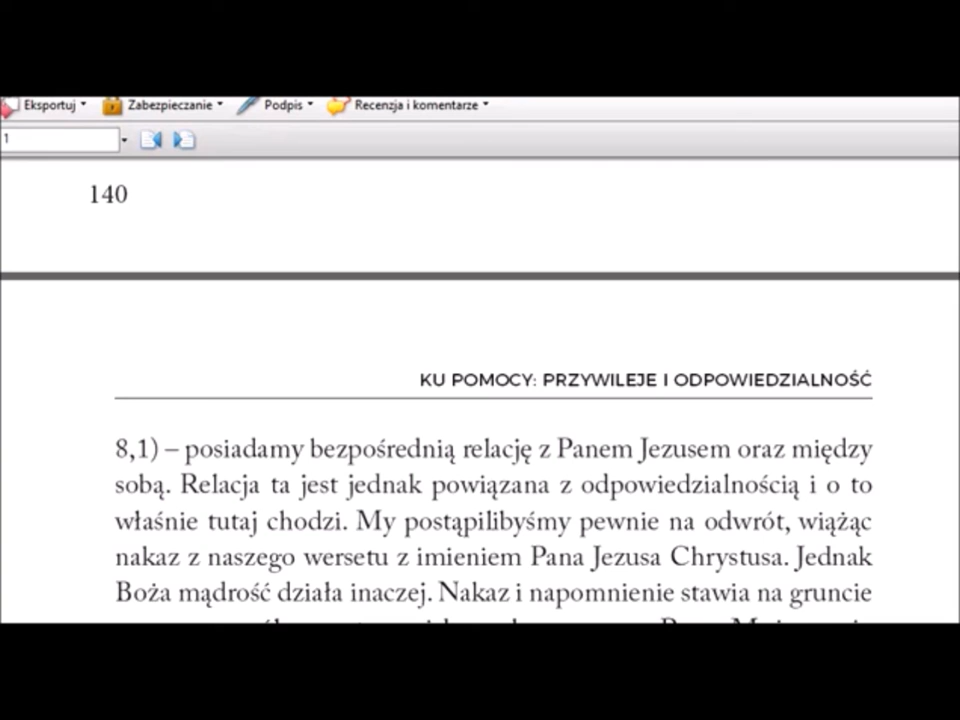 Eksportuj Zabezpieczanie Podpis Recenzja i komentarze
1
140
KU POMOCY: PRZYWILEJE I ODPOWIEDZIALNOŚĆ
8,1) – posiadamy bezpośrednią relację z Panem Jezusem oraz między
sobą. Relacja ta jest jednak powiązana z odpowiedzialnością i o to
właśnie tutaj chodzi. My postąpilibyśmy pewnie na odwrót, wiążąc
nakaz z naszego wersetu z imieniem Pana Jezusa Chrystusa. Jednak
Boża mądrość działa inaczej. Nakaz i napomnienie stawia na gruncie